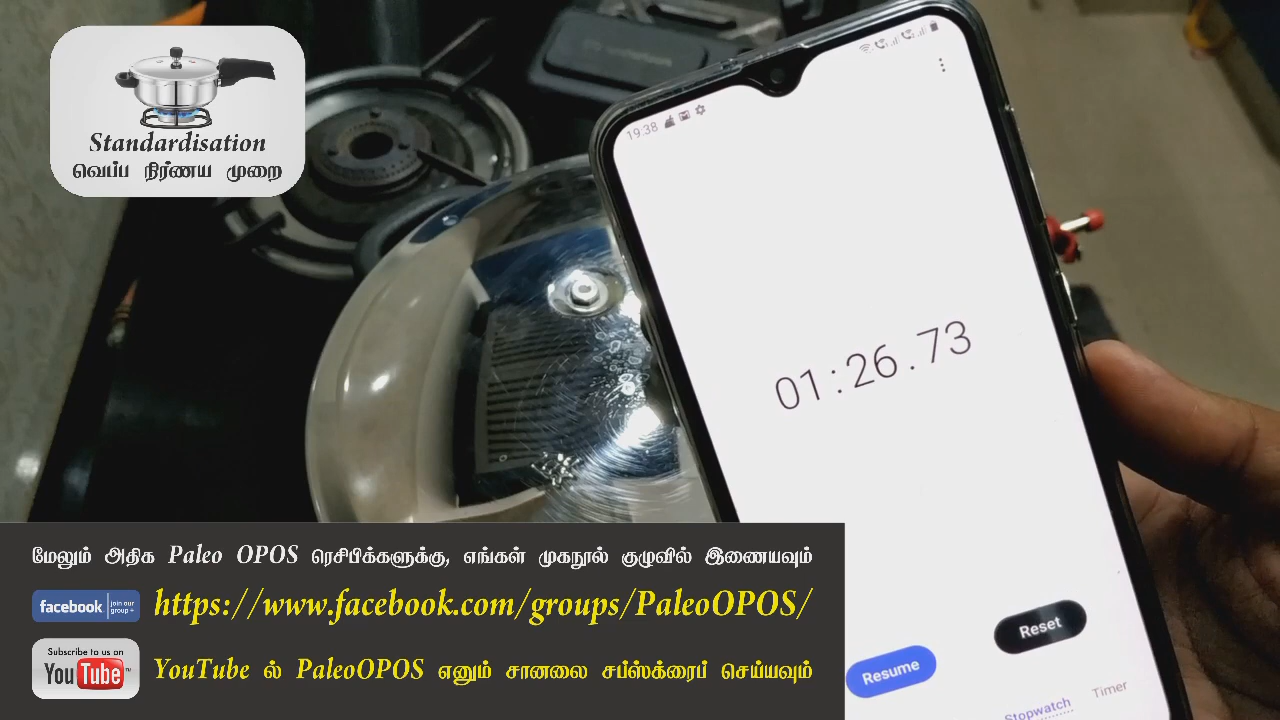 Standardisation
வெப்ப நிர்ணய முறை
19:38
01:26.73
Reset
Resume
Stopwatch
Timer
மேலும் அதிக Paleo OPOS ரெசிபிக்களுக்கு, எங்கள் முகநூல் குழுவில் இணையவும்
facebook join our group +
https://www.facebook.com/groups/PaleoOPOS/
Subscribe to us on
YouTube
YouTube ல் PaleoOPOS எனும் சானலை சப்ஸ்க்ரைப் செய்யவும்